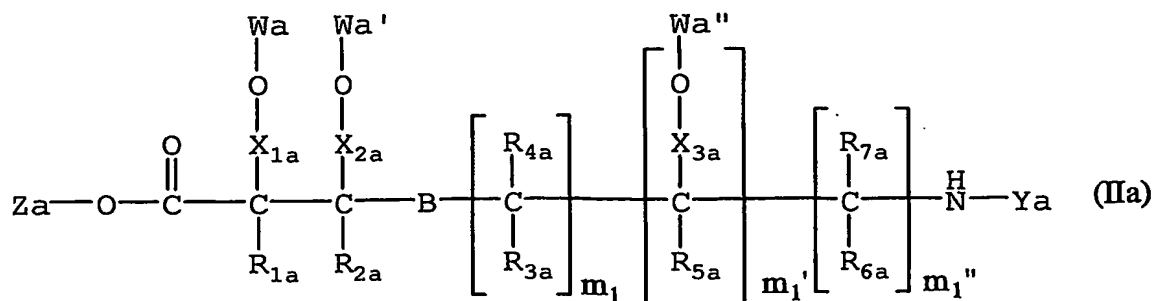 Wa Wa' Wa"
O O O
O X1a X2a R4a X3a R7a
Za—O—C—C—C—B—C—C—C—N—Ya (IIa)
H
R1a R2a R3a R5a R6a
m1 m1' m1"